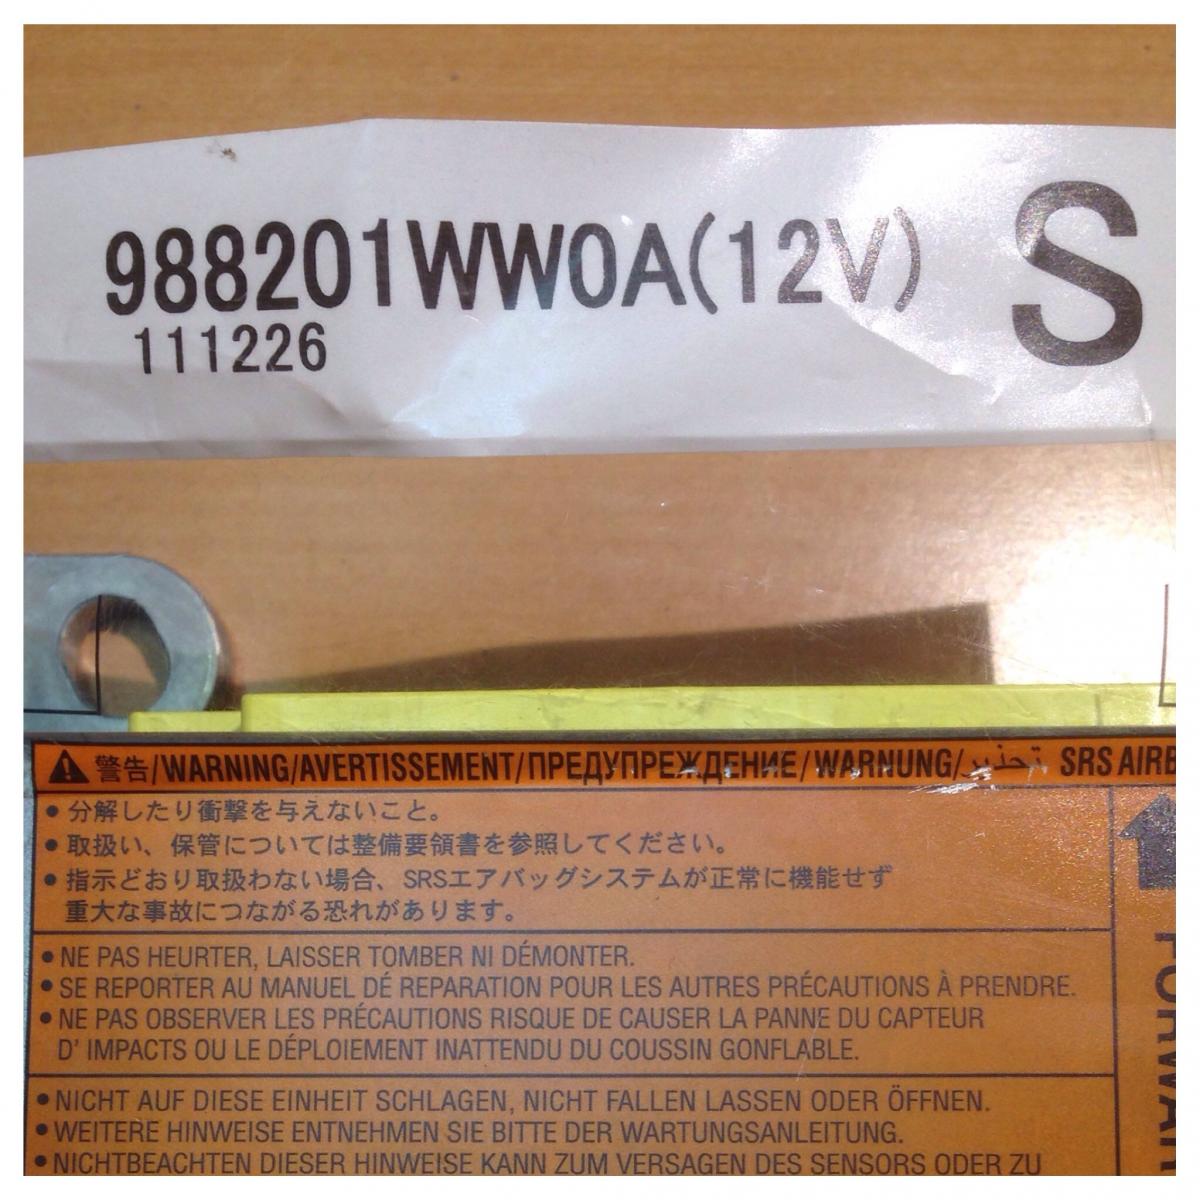 988201WW0A(12V) S
111226
警告/WARNING/AVERTISSEMENT/ПРЕДУПРЕЖДЕНИЕ/WARNUNG/تحذير SRS AIRB
• 分解したり衝撃を与えないこと。
• 取扱い、保管については整備要領書を参照してください。
• 指示どおり取扱わない場合、SRSエアバッグシステムが正常に機能せず
重大な事故につながる恐れがあります。
• NE PAS HEURTER, LAISSER TOMBER NI DÉMONTER.
• SE REPORTER AU MANUEL DÉ REPARATION POUR LES AUTRES PRÉCAUTIONS À PRENDRE.
• NE PAS OBSERVER LES PRÉCAUTIONS RISQUE DE CAUSER LA PANNE DU CAPTEUR
D' IMPACTS OU LE DÉPLOIEMENT INATTENDU DU COUSSIN GONFLABLE.
• NICHT AUF DIESE EINHEIT SCHLAGEN, NICHT FALLEN LASSEN ODER ÖFFNEN.
• WEITERE HINWEISE ENTNEHMEN SIE BITTE DER WARTUNGSANLEITUNG.
• NICHTBEACHTEN DIESER HINWEISE KANN ZUM VERSAGEN DES SENSORS ODER ZU
FORWAR